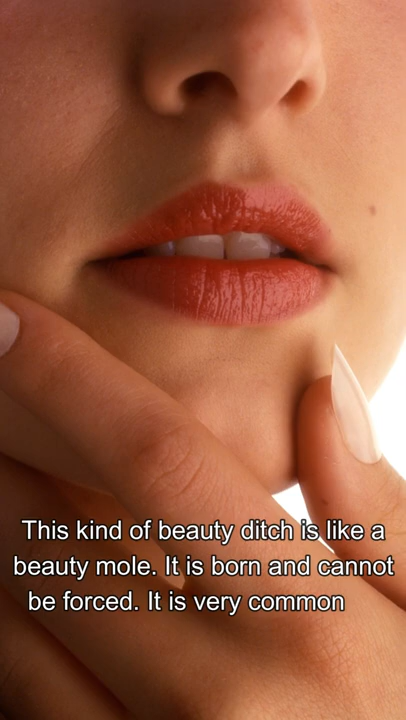 This kind of beauty ditch is like a
beauty mole. It is born and cannot
be forced. It is very common